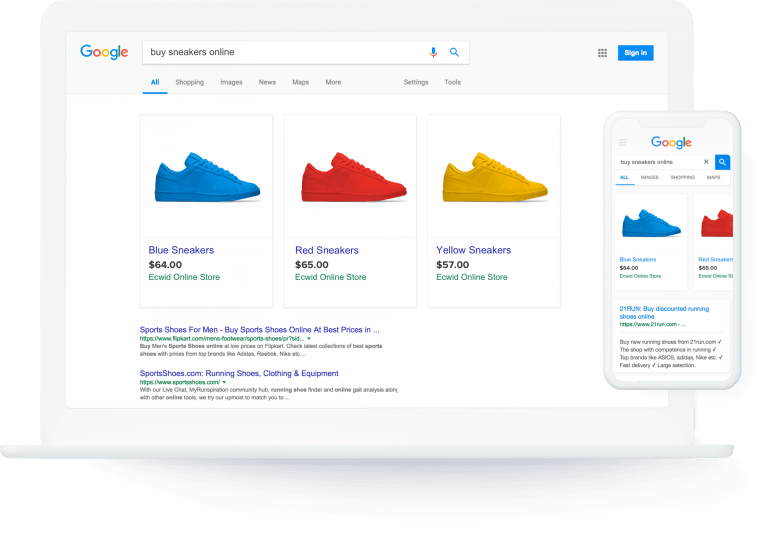 Google
buy sneakers online
Sign in
All Shopping Images News Maps More Settings Tools
Blue Sneakers
$64.00
Ecwid Online Store
Red Sneakers
$65.00
Ecwid Online Store
Yellow Sneakers
$57.00
Ecwid Online Store
Sports Shoes For Men - Buy Sports Shoes Online At Best Prices in ...
https://www.flipkart.com/mens-footwear/sports-shoes/pr?sid...
Buy Men's Sports Shoes online at low prices on Flipkart. Check latest collections of best sports
shoes with prices from top brands like Adidas, Reebok, Nike etc ...
SportsShoes.com: Running Shoes, Clothing & Equipment
https://www.sportsshoes.com/
With our Live Chat, MyRunspiration community hub, running shoe finder and online gait analysis along
with other online tools, we try our upmost to match you to ...
Google
buy sneakers online
ALL IMAGES SHOPPING MAPS
Blue Sneakers
$64.00
Ecwid Online Store
Red Sneakers
$65.00
Ecwid Online St
21RUN: Buy discounted running
shoes online
https://www.21run.com - ...
Buy new running shoes from 21run.com ✓
The shop with competence in running ✓
Top brands like ASICS, adidas, Nike etc. ✓
Fast delivery ✓ Large selection.